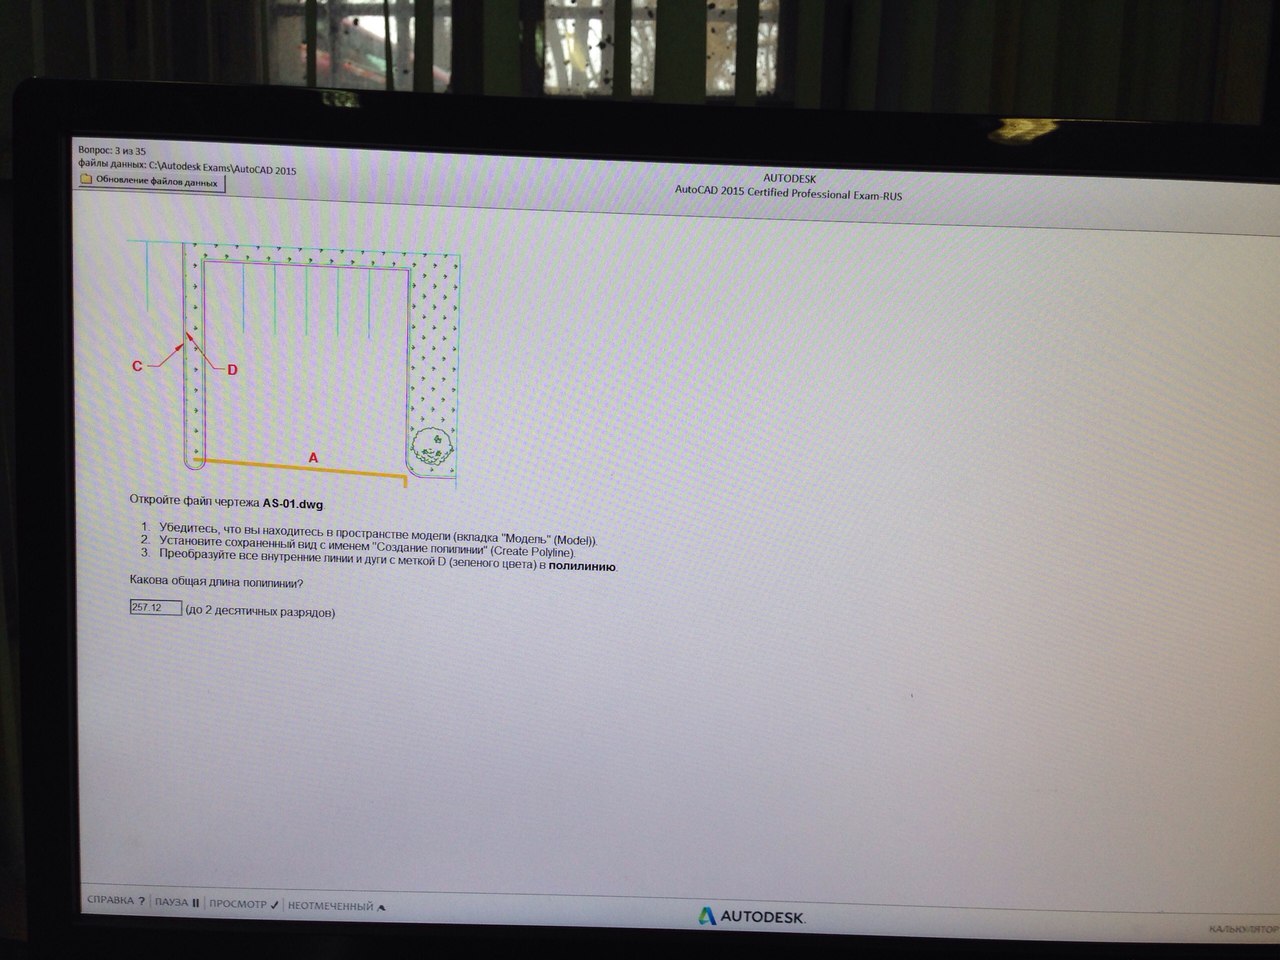 Вопрос: 3 из 35
файлы данных: C:\Autodesk Exams\AutoCAD 2015
Обновление файлов данных
AUTODESK
AutoCAD 2015 Certified Professional Exam-RUS
C
D
A
Откройте файл чертежа AS-01.dwg.
1. Убедитесь, что вы находитесь в пространстве модели (вкладка "Модель" (Model)).
2. Установите сохраненный вид с именем "Создание полилинии" (Create Polyline).
3. Преобразуйте все внутренние линии и дуги с меткой D (зеленого цвета) в полилинию.
Какова общая длина полилинии?
257.12 (до 2 десятичных разрядов)
СПРАВКА ? | ПАУЗА | ПРОСМОТР | НЕОТМЕЧЕННЫЙ
AUTODESK.
КАЛЬКУЛЯТОР